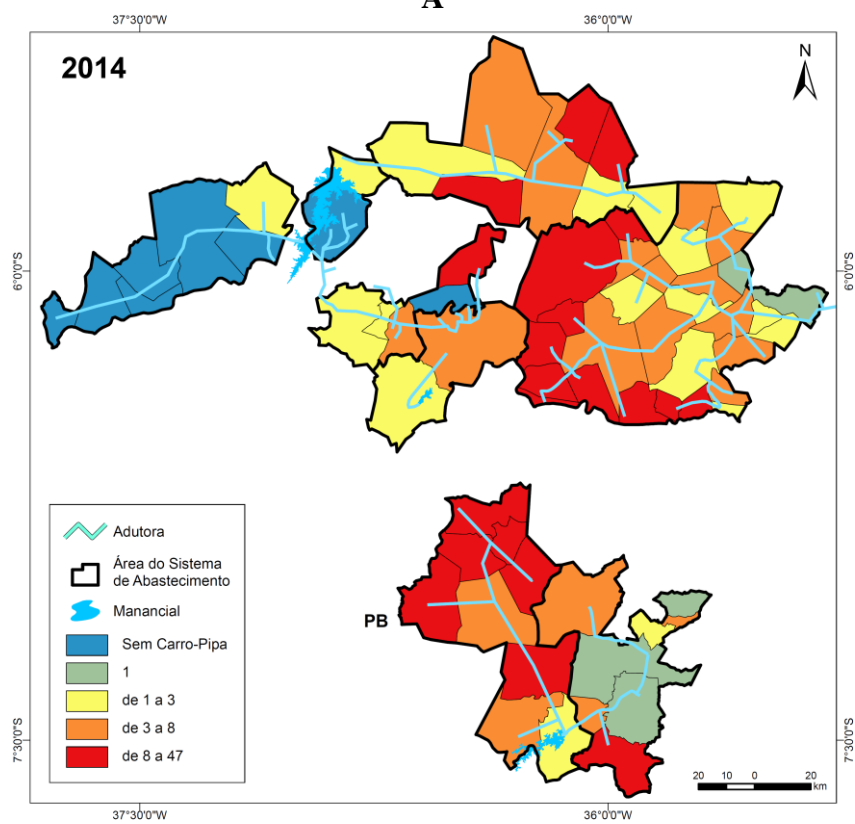 A
37°30'0"W
36°0'0"W
2014
N
6°0'0"S
6°0'0"S
PB
Adutora
Área do Sistema
de Abastecimento
Manancial
Sem Carro-Pipa
1
de 1 a 3
de 3 a 8
de 8 a 47
7°30'0"S
7°30'0"S
20 10 0 20
km
37°30'0"W
36°0'0"W